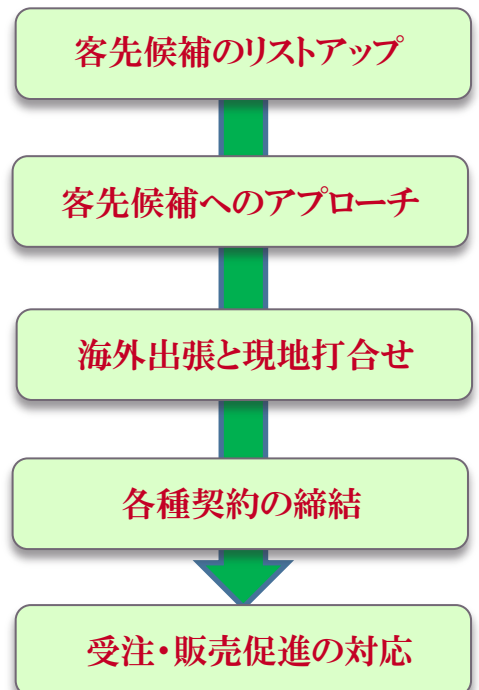 客先候補のリストアップ
客先候補へのアプローチ
海外出張と現地打合せ
各種契約の締結
受注・販売促進の対応